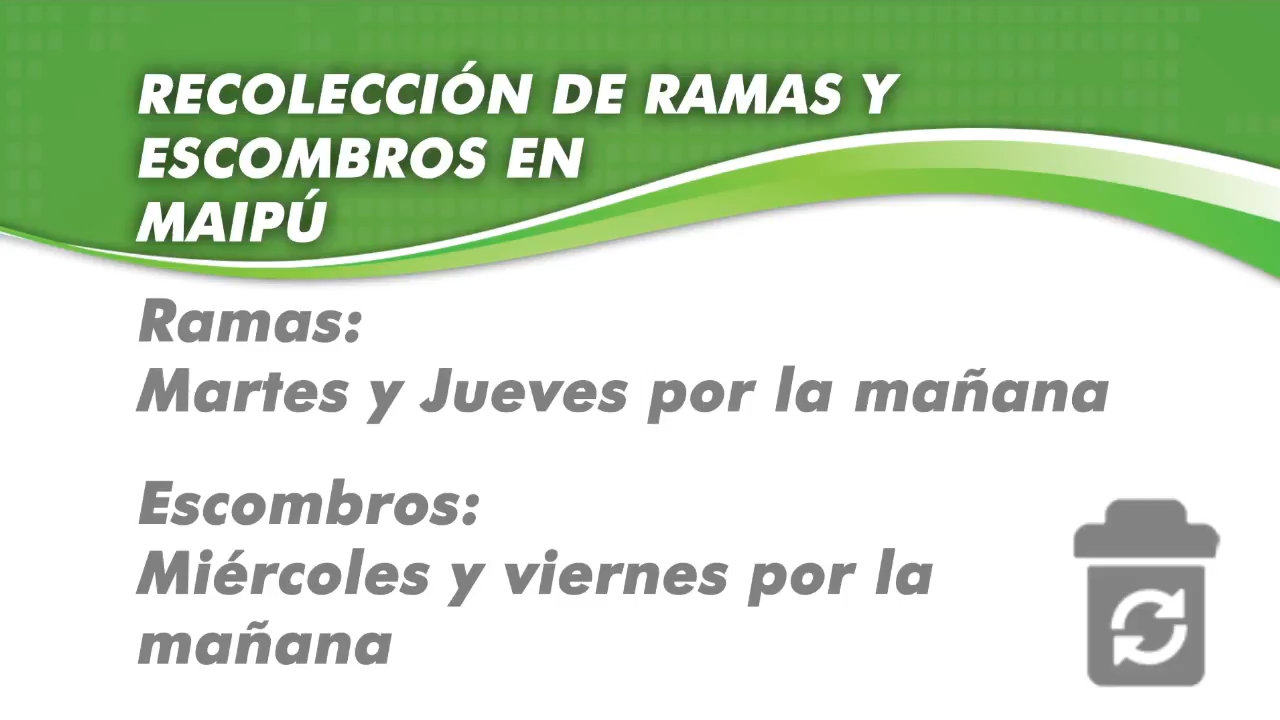 RECOLECCIÓN DE RAMAS Y
ESCOMBROS EN
MAIPÚ
Ramas:
Martes y Jueves por la mañana
Escombros:
Miércoles y viernes por la
mañana